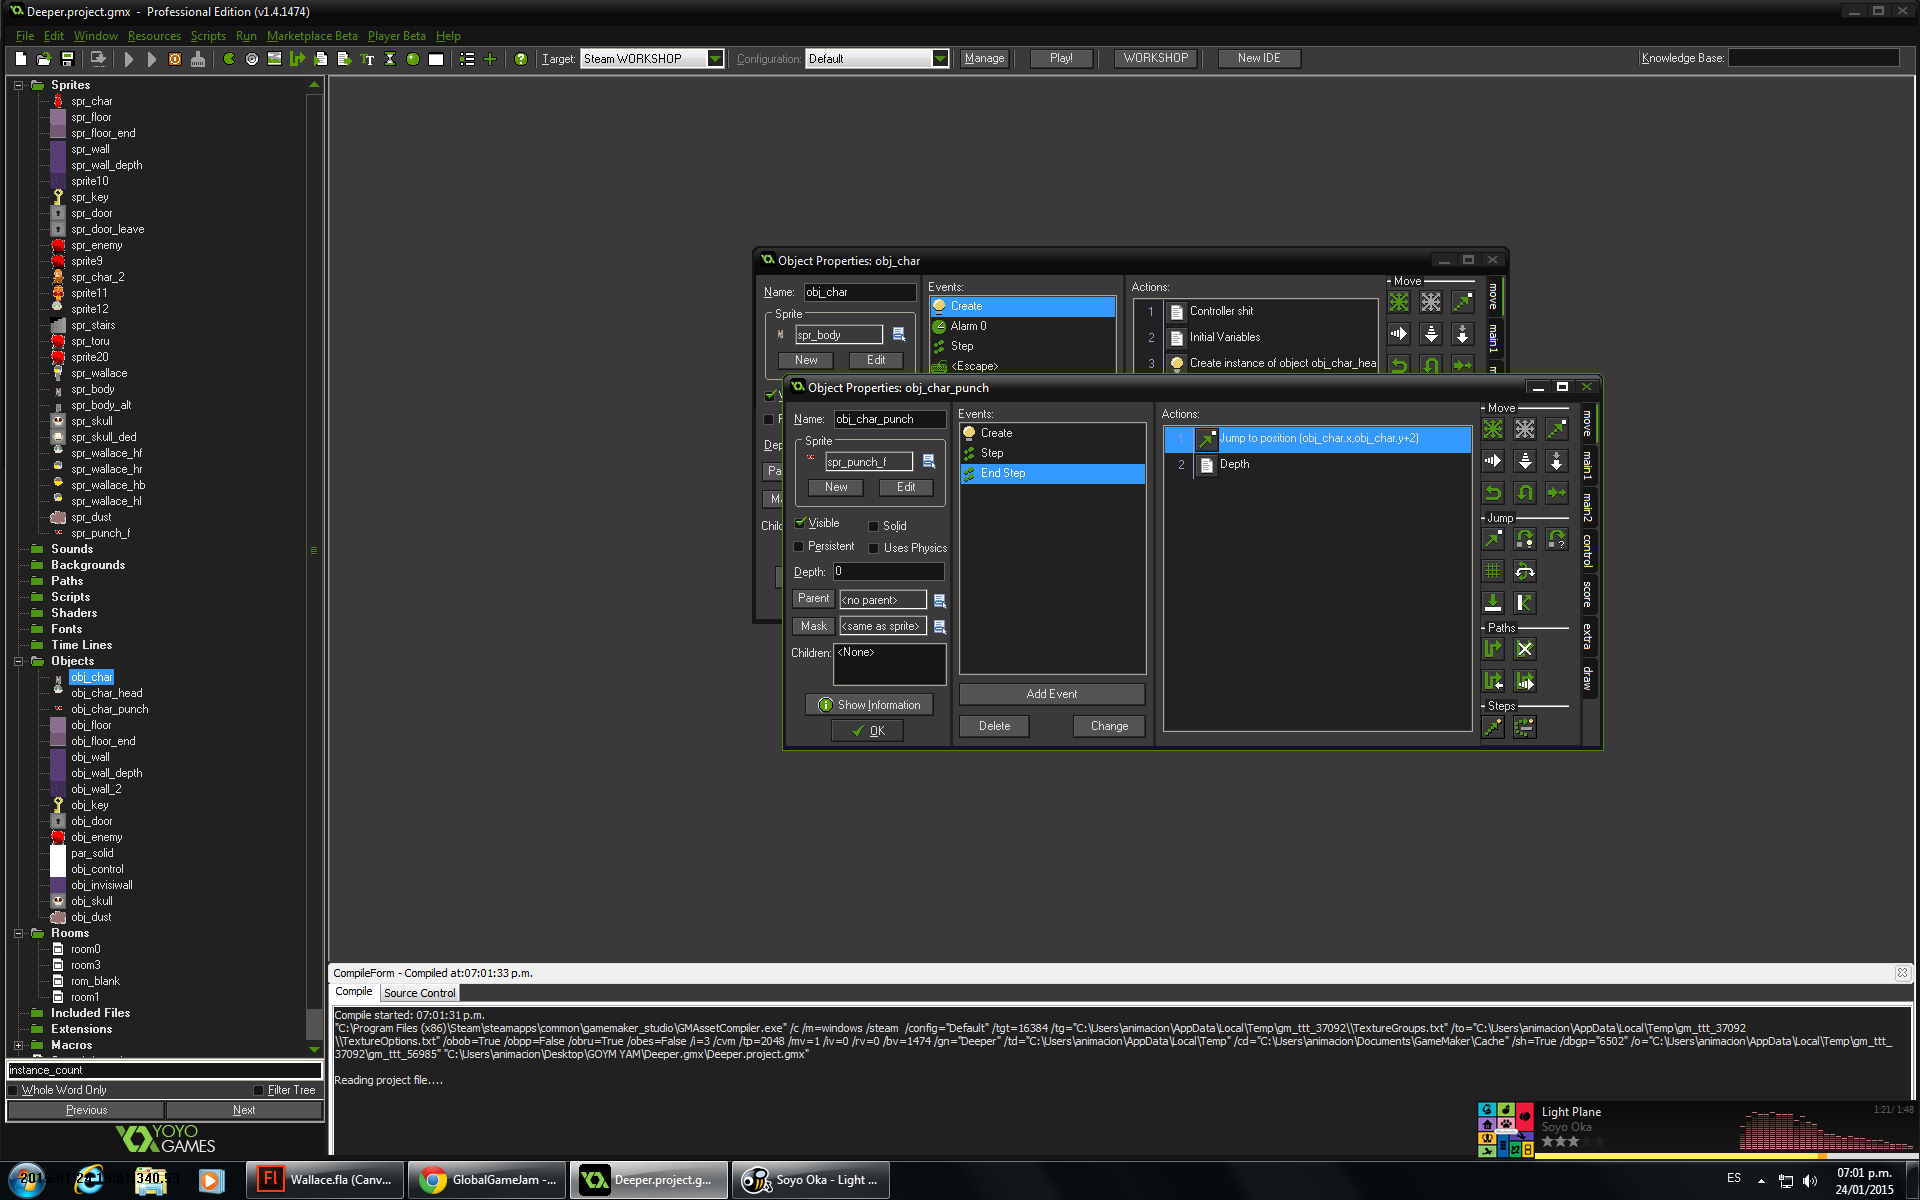 Deeper.project.gmx - Professional Edition (v1.4.1474)
File Edit Window Resources Scripts Run Marketplace Beta Player Beta Help
Target: Steam WORKSHOP Configuration: Default Manage Play! WORKSHOP New IDE Knowledge Base:
Sprites
spr_char
spr_floor
spr_floor_end
spr_wall
spr_wall_depth
sprite10
spr_key
spr_door
spr_door_leave
spr_enemy
sprite9
spr_char_2
sprite11
sprite12
spr_stairs
spr_toru
sprite20
spr_wallace
spr_body
spr_body_alt
spr_skull
spr_skull_ded
spr_wallace_hf
spr_wallace_hr
spr_wallace_hb
spr_wallace_hl
spr_dust
spr_punch_f
Sounds
Backgrounds
Paths
Scripts
Shaders
Fonts
Time Lines
Objects
obj_char
obj_char_head
obj_char_punch
obj_floor
obj_floor_end
obj_wall
obj_wall_depth
obj_wall_2
obj_key
obj_door
obj_enemy
par_solid
obj_control
obj_invisiwall
obj_skull
obj_dust
Rooms
room0
room3
rom_blank
room1
Included Files
Extensions
Macros
instance_count
Whole Word Only Filter Tree
Previous Next
YOYO
GAMES
Object Properties: obj_char
Name: obj_char
Sprite
spr_body
New Edit
Events:
Create
Alarm 0
Step
<Escape>
Actions:
1 Controller shit
2 Initial Variables
3 Create instance of object obj_char_hea
Move
move
main1
Object Properties: obj_char_punch
Name: obj_char_punch
Sprite
spr_punch_f
New Edit
Visible Solid
Persistent Uses Physics
Depth: 0
Parent <no parent>
Mask <same as sprite>
Children: <None>
Show Information
OK
Events:
Create
Step
End Step
Add Event
Delete Change
Actions:
1 Jump to position (obj_char.x,obj_char.y+2)
2 Depth
Move
Jump
Paths
Steps
move
main1
main2
control
score
extra
draw
CompileForm - Compiled at:07:01:33 p.m.
Compile Source Control
Compile started: 07:01:31 p.m.
"C:\Program Files (x86)\Steam\steamapps\common\gamemaker_studio\GMAssetCompiler.exe" /c /m=windows /steam /config="Default" /tgt=16384 /tg="C:\Users\animacion\AppData\Local\Temp\gm_ttt_37092\\TextureGroups.txt" /to="C:\Users\animacion\AppData\Local\Temp\gm_ttt_37092
\\TextureOptions.txt" /obob=True /obpp=False /obru=True /obes=False /i=3 /cvm /tp=2048 /mv=1 /iv=0 /rv=0 /bv=1474 /gn="Deeper" /td="C:\Users\animacion\AppData\Local\Temp" /cd="C:\Users\animacion\Documents\GameMaker\Cache" /sh=True /dbgp="6502" /o="C:\Users\animacion\AppData\Local\Temp\gm_ttt_
37092\gm_ttt_56985" "C:\Users\animacion\Desktop\GOYM YAM\Deeper.gmx\Deeper.project.gmx"
Reading project file....
Light Plane
Soyo Oka
1:21/ 1:48
Wallace.fla (Canv...
GlobalGameJam -...
Deeper.project.g...
Soyo Oka - Light ...
ES
07:01 p.m.
24/01/2015